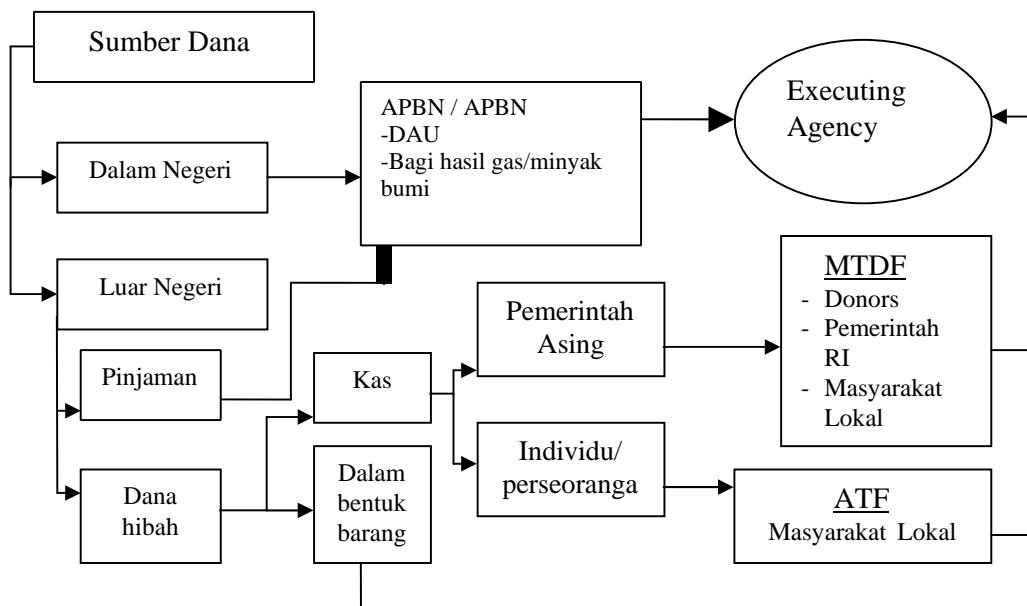 Sumber Dana
APBN / APBN
-DAU
-Bagi hasil gas/minyak
bumi
Executing
Agency
Dalam Negeri
Luar Negeri
Pinjaman
Dana
hibah
Kas
Dalam
bentuk
barang
Pemerintah
Asing
Individu/
perseoranga
MTDF
- Donors
- Pemerintah
RI
- Masyarakat
Lokal
ATF
Masyarakat Lokal